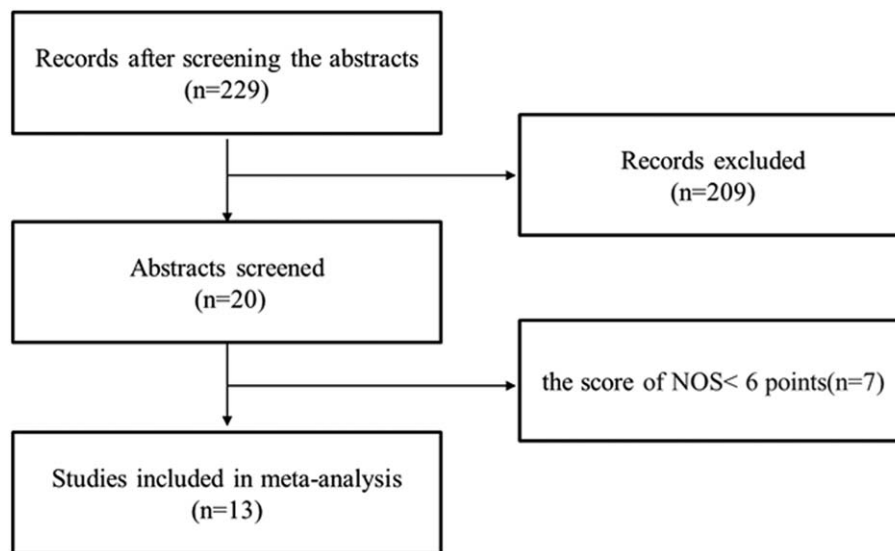 Records after screening the abstracts
(n=229)
Records excluded
(n=209)
Abstracts screened
(n=20)
the score of NOS< 6 points(n=7)
Studies included in meta-analysis
(n=13)